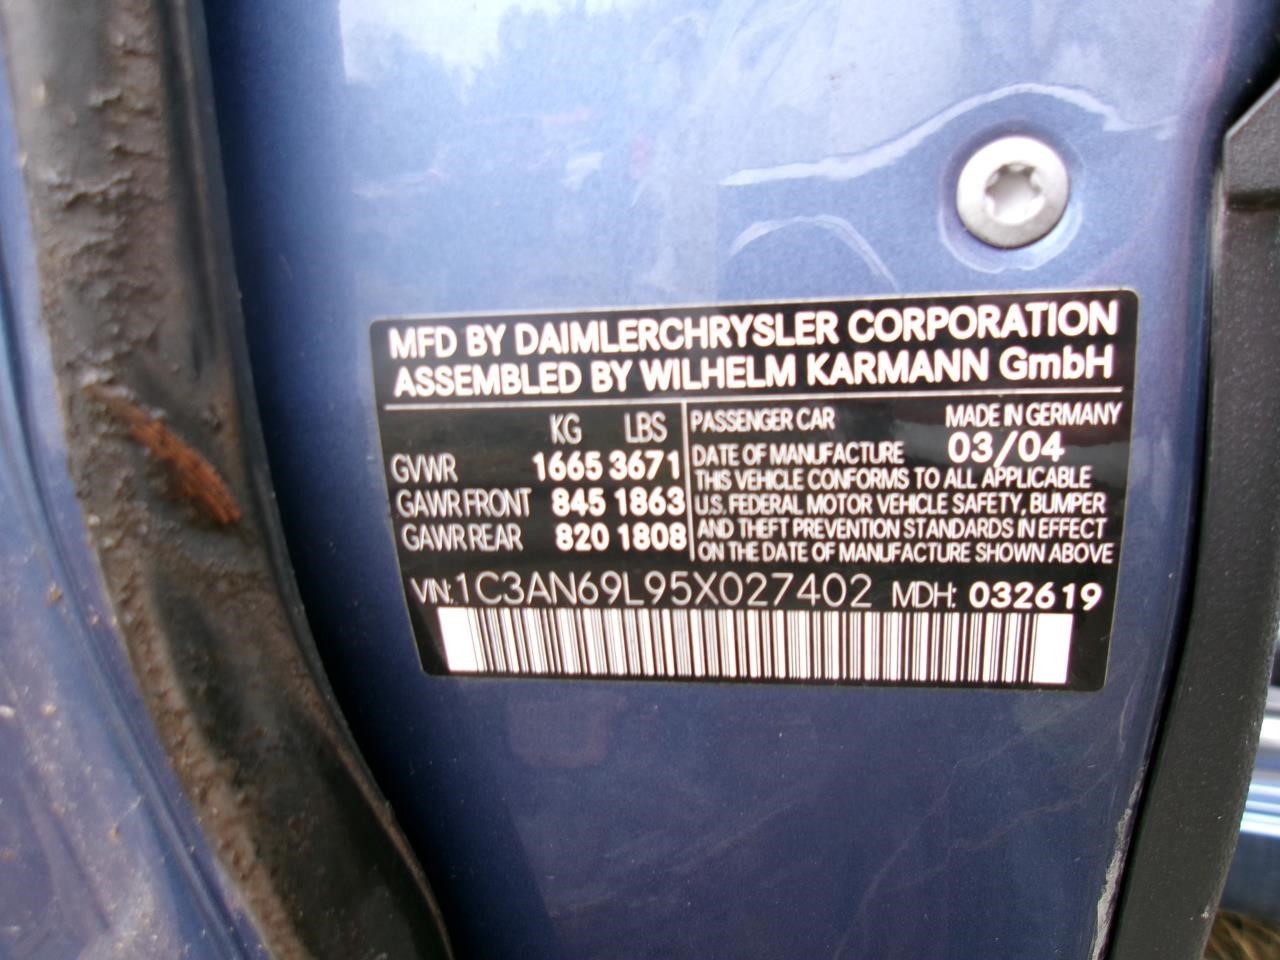 MFD BY DAIMLERCHRYSLER CORPORATION
ASSEMBLED BY WILHELM KARMANN GmbH
KG LBS
GVWR 1665 3671
GAWR FRONT 845 1863
GAWR REAR 820 1808
PASSENGER CAR MADE IN GERMANY
DATE OF MANUFACTURE 03/04
THIS VEHICLE CONFORMS TO ALL APPLICABLE
U.S. FEDERAL MOTOR VEHICLE SAFETY, BUMPER
AND THEFT PREVENTION STANDARDS IN EFFECT
ON THE DATE OF MANUFACTURE SHOWN ABOVE
VIN: 1C3AN69L95X027402 MDH: 032619